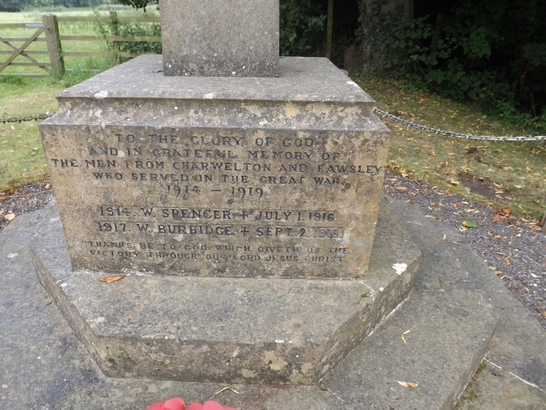 TO THE GLORY OF GOD
AND IN GRATEFUL MEMORY OF
THE MEN FROM CHARWELTON AND FAWSLEY
WHO SERVED IN THE GREAT WAR
1914 - 1919
1914. W. SPENCER + JULY 1. 1916
1917. W. BURBIDGE + SEPT. 2. 1918
"THANKS BE TO GOD WHICH GIVETH US THE
VICTORY THROUGH OUR LORD JESUS CHRIST"